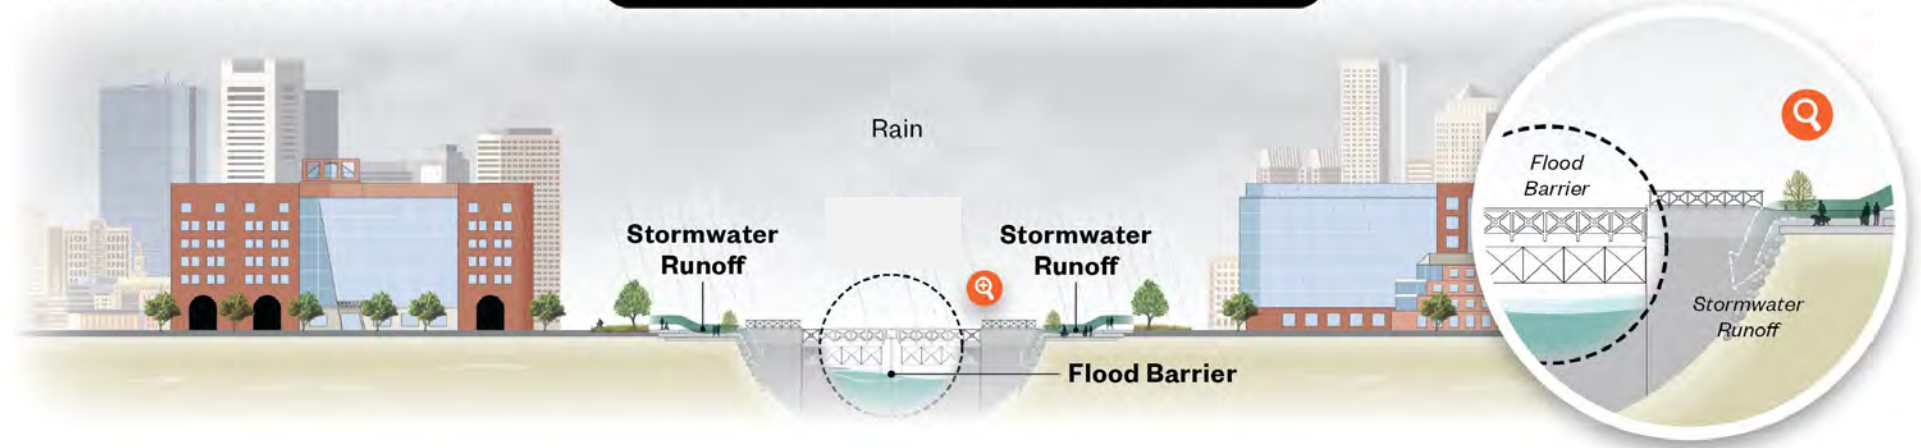 Rain
Stormwater
Runoff
Stormwater
Runoff
Flood Barrier
Flood
Barrier
Stormwater
Runoff